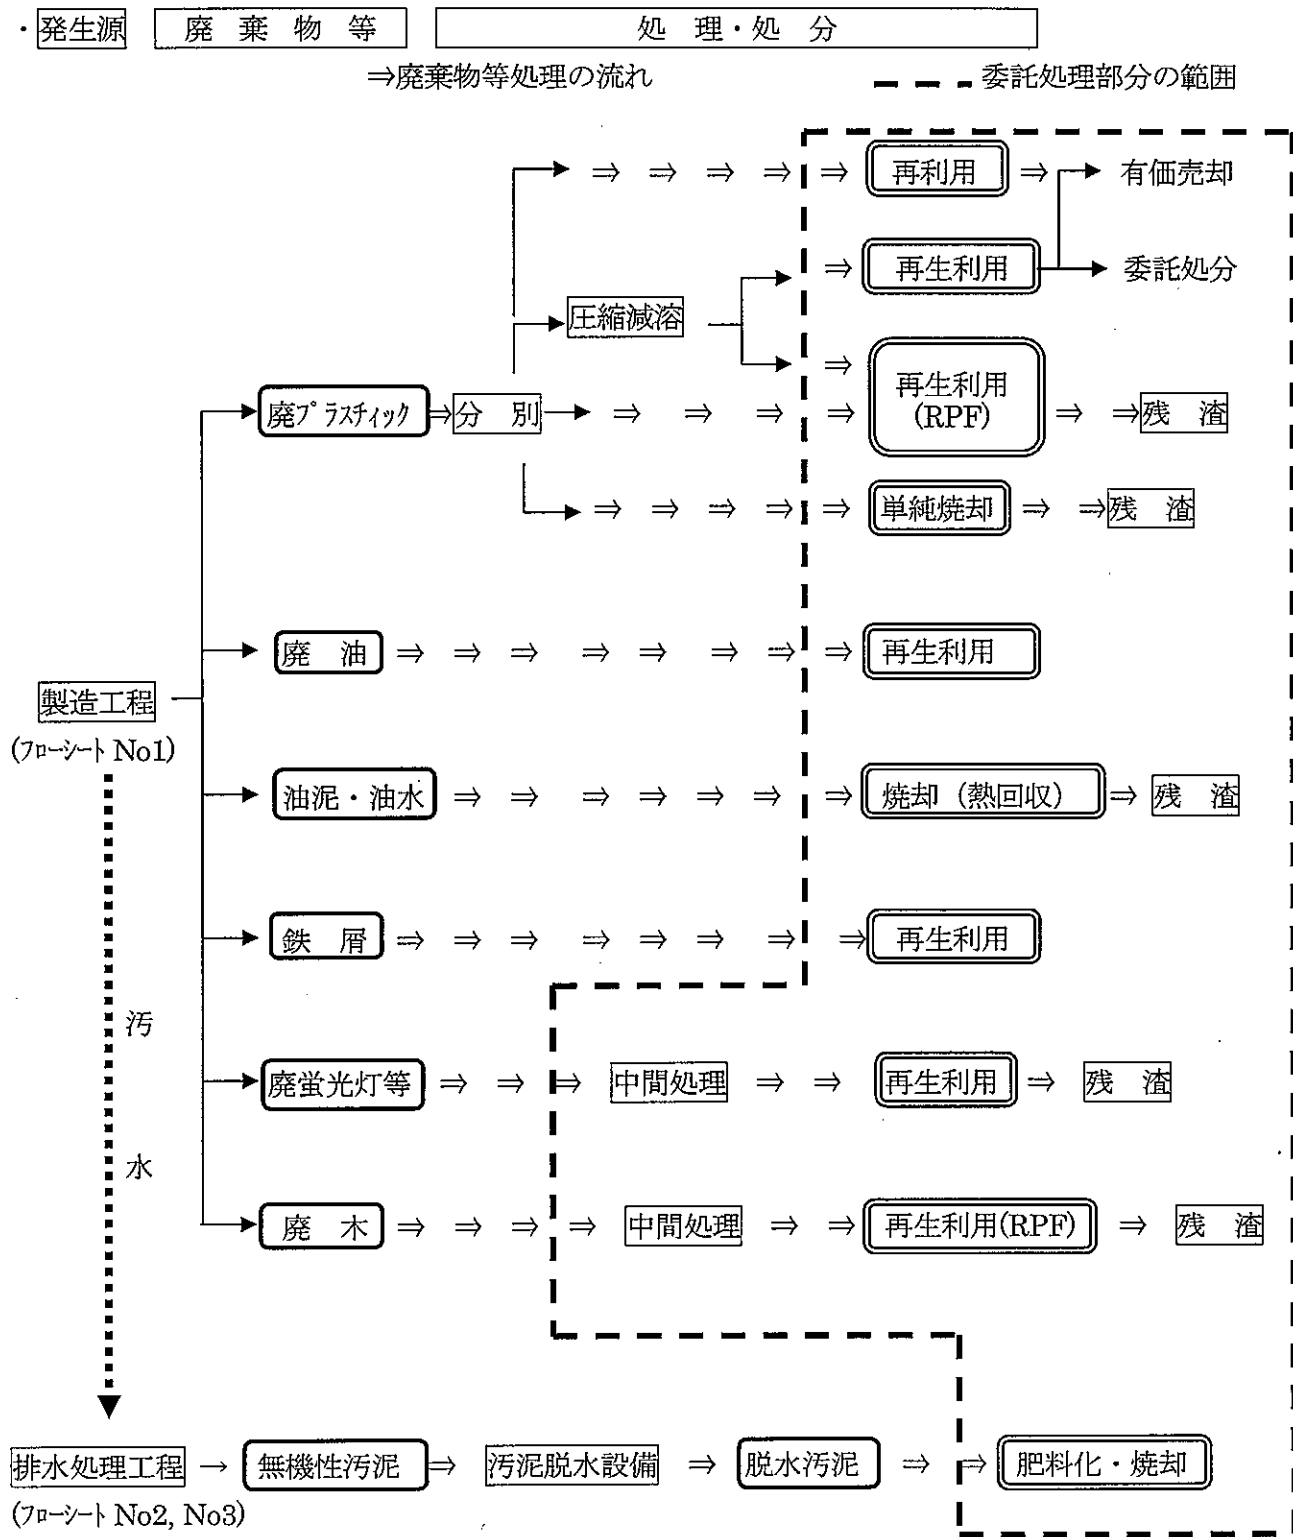 ・発生源 廃棄物等 処理・処分
⇒廃棄物等処理の流れ 委託処理部分の範囲
⇒ ⇒ ⇒ ⇒ ⇒ 再利用 ⇒ 有価売却
⇒ 再生利用 委託処分
圧縮減溶
⇒
廃プラスティック ⇒ 分別 ⇒ ⇒ ⇒ ⇒ 再生利用
(RPF) ⇒ ⇒ 残渣
⇒ ⇒ ⇒ ⇒ ⇒ 単純焼却 ⇒ ⇒ 残渣
廃油 ⇒ ⇒ ⇒ ⇒ ⇒ ⇒ ⇒ ⇒ 再生利用
製造工程
(フローシート No1)
油泥・油水 ⇒ ⇒ ⇒ ⇒ ⇒ ⇒ ⇒ 焼却(熱回収) ⇒ 残渣
鉄屑 ⇒ ⇒ ⇒ ⇒ ⇒ ⇒ ⇒ ⇒ 再生利用
汚
廃蛍光灯等 ⇒ ⇒ ⇒ 中間処理 ⇒ ⇒ 再生利用 ⇒ 残渣
水
廃木 ⇒ ⇒ ⇒ ⇒ 中間処理 ⇒ ⇒ 再生利用(RPF) ⇒ 残渣
排水処理工程 → 無機性汚泥 ⇒ 汚泥脱水設備 ⇒ 脱水汚泥 ⇒ ⇒ 肥料化・焼却
(フローシート No2, No3)